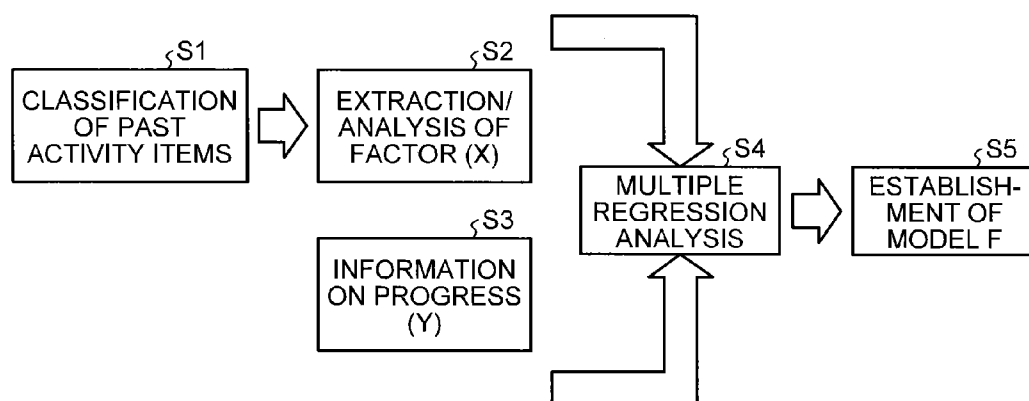 S1
CLASSIFICATION
OF PAST
ACTIVITY ITEMS
S2
EXTRACTION/
ANALYSIS OF
FACTOR (X)
S3
INFORMATION
ON PROGRESS
(Y)
S4
MULTIPLE
REGRESSION
ANALYSIS
S5
ESTABLISH-
MENT OF
MODEL F